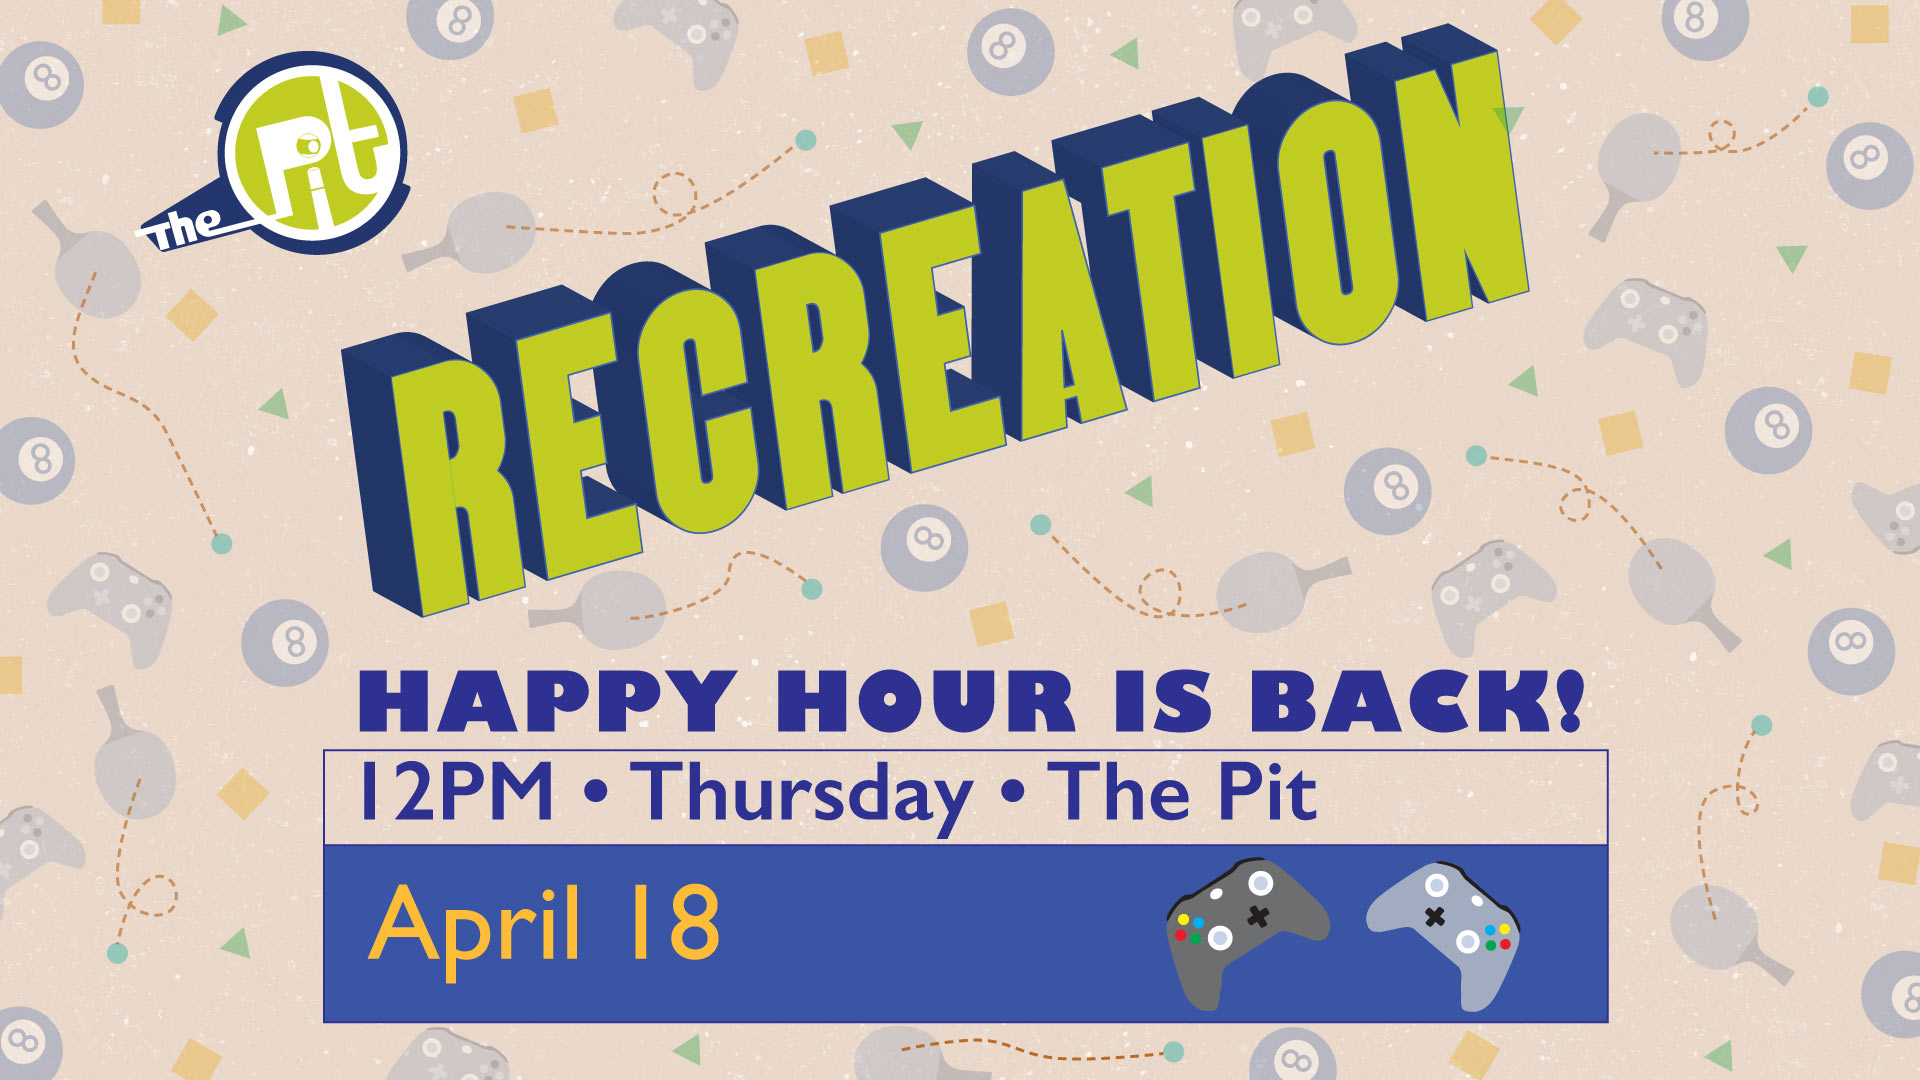 The Pit
RECREATION
HAPPY HOUR IS BACK!
12PM • Thursday • The Pit
April 18